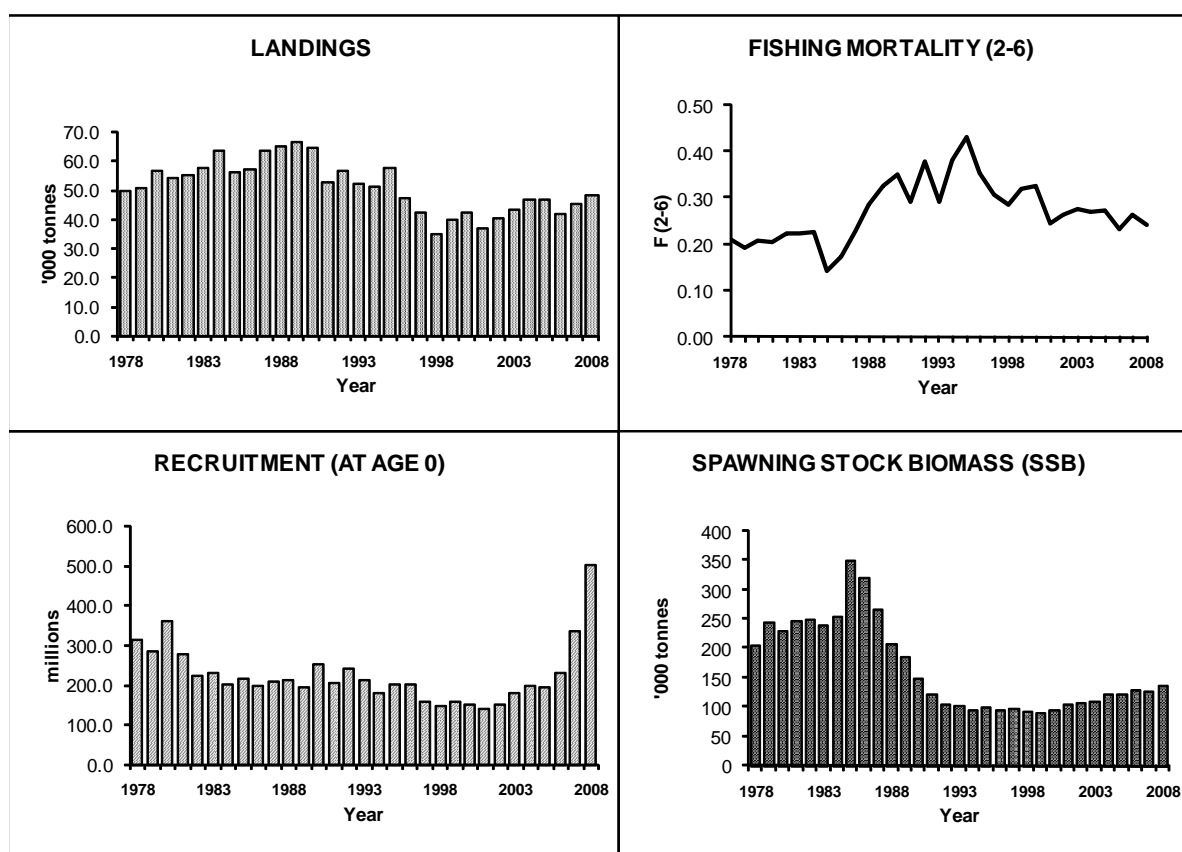 LANDINGS
'000 tonnes
70.0
60.0
50.0
40.0
30.0
20.0
10.0
0.0
1978 1983 1988 1993 1998 2003 2008
Year
FISHING MORTALITY (2-6)
F (2-6)
0.50
0.40
0.30
0.20
0.10
0.00
1978 1983 1988 1993 1998 2003 2008
Year
RECRUITMENT (AT AGE 0)
millions
600.0
500.0
400.0
300.0
200.0
100.0
0.0
1978 1983 1988 1993 1998 2003 2008
Year
SPAWNING STOCK BIOMASS (SSB)
'000 tonnes
400
350
300
250
200
150
100
50
0
1978 1983 1988 1993 1998 2003 2008
Year